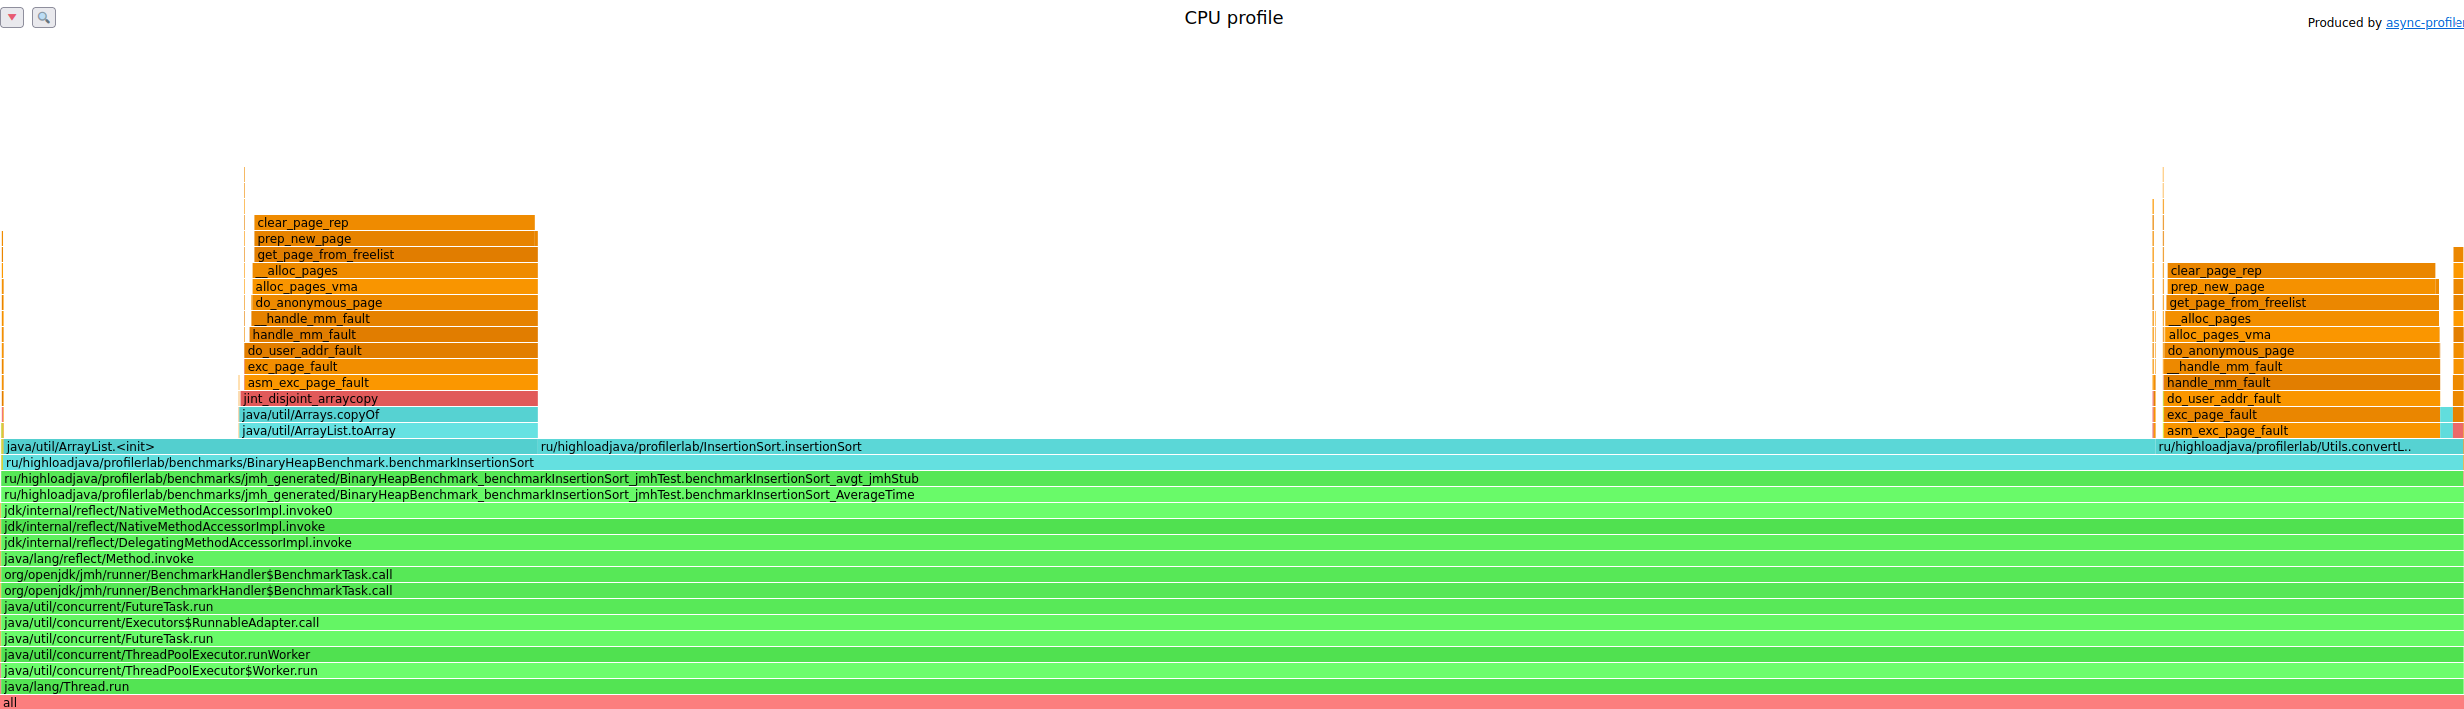 CPU profile
Produced by async-profiler
clear_page_rep
prep_new_page
get_page_from_freelist
__alloc_pages
clear_page_rep
alloc_pages_vma
prep_new_page
do_anonymous_page
get_page_from_freelist
__handle_mm_fault
__alloc_pages
handle_mm_fault
alloc_pages_vma
do_user_addr_fault
do_anonymous_page
exc_page_fault
__handle_mm_fault
asm_exc_page_fault
handle_mm_fault
jint_disjoint_arraycopy
do_user_addr_fault
java/util/Arrays.copyOf
exc_page_fault
java/util/ArrayList.toArray
asm_exc_page_fault
java/util/ArrayList.<init>
ru/highloadjava/profilerlab/InsertionSort.insertionSort
ru/highloadjava/profilerlab/Utils.convertL..
ru/highloadjava/profilerlab/benchmarks/BinaryHeapBenchmark.benchmarkInsertionSort
ru/highloadjava/profilerlab/benchmarks/jmh_generated/BinaryHeapBenchmark_benchmarkInsertionSort_jmhTest.benchmarkInsertionSort_avgt_jmhStub
ru/highloadjava/profilerlab/benchmarks/jmh_generated/BinaryHeapBenchmark_benchmarkInsertionSort_jmhTest.benchmarkInsertionSort_AverageTime
jdk/internal/reflect/NativeMethodAccessorImpl.invoke0
jdk/internal/reflect/NativeMethodAccessorImpl.invoke
jdk/internal/reflect/DelegatingMethodAccessorImpl.invoke
java/lang/reflect/Method.invoke
org/openjdk/jmh/runner/BenchmarkHandler$BenchmarkTask.call
org/openjdk/jmh/runner/BenchmarkHandler$BenchmarkTask.call
java/util/concurrent/FutureTask.run
java/util/concurrent/Executors$RunnableAdapter.call
java/util/concurrent/FutureTask.run
java/util/concurrent/ThreadPoolExecutor.runWorker
java/util/concurrent/ThreadPoolExecutor$Worker.run
java/lang/Thread.run
all